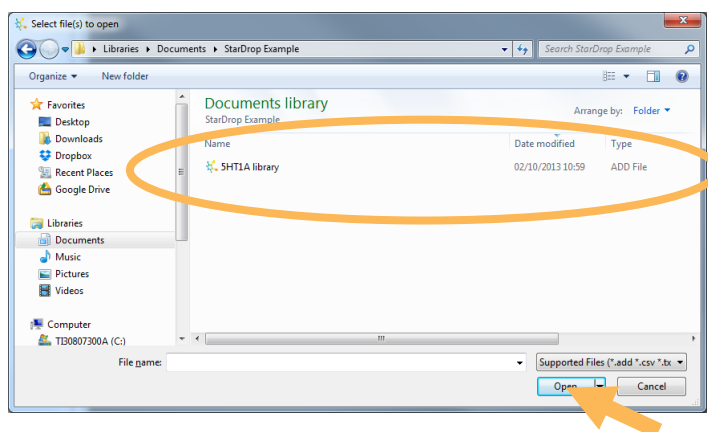 Select file(s) to open
Libraries Documents StarDrop Example
Search StarDrop Example
Organize New folder
Favorites
Desktop
Downloads
Dropbox
Recent Places
Google Drive
Libraries
Documents
Music
Pictures
Videos
Computer
TI30807300A (C:)
Documents library
StarDrop Example
Arrange by: Folder
Name Date modified Type
5HT1A library 02/10/2013 10:59 ADD File
File name:
Supported Files (*.add *.csv *.tx
Open Cancel